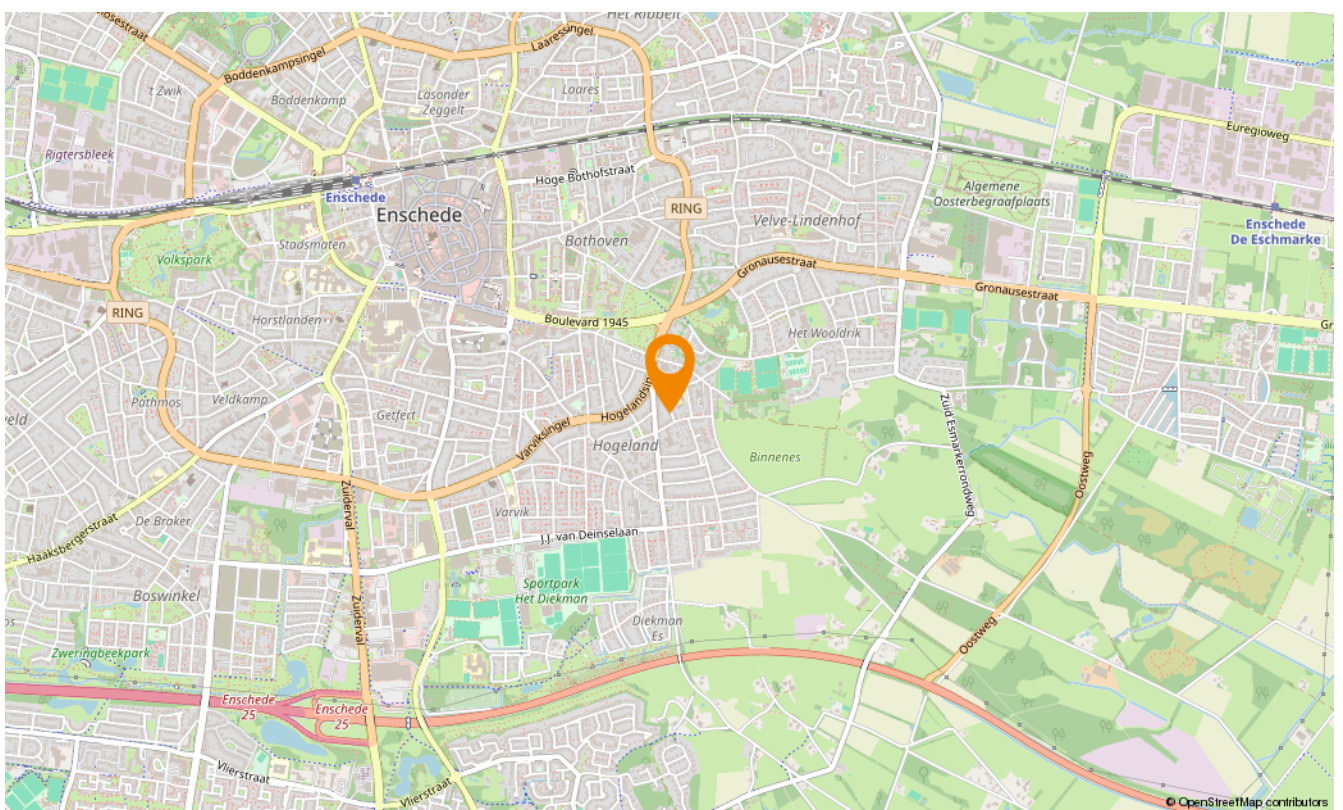 Het Ribbelt
Laaressingel
Boddenkampsingel
't Zwik
Boddenkamp
Lasonder
Zeggelt
Laares
Euregioweg
Rigtersbleek
Hoge Bothofstraat
Enschede
Enschede
Algemene
Oosterbegraafplaats
RING
Velve-Lindenhof
Enschede
De Eschmarke
Stadsmaten
Bothoven
Volkspark
Gronausestraat
Gronausestraat
RING
Horstlanden
Boulevard 1945
Het Wooldrik
Pathmos
Veldkamp
Getfert
Hogelandsin
Zuid Esmarkerrondweg
Varviksingel
Hogeland
Binnenes
Oostweg
Zuiderval
De Braker
Varvik
Haaksbergerstraat
J.J. van Deinselaan
Sportpark
Het Diekman
Boswinkel
Zuiderval
Diekman
Es
Oostweg
Zweringbeekpark
Enschede
25
Enschede
25
Vlierstraat
Vlierstraat
© OpenStreetMap contributors